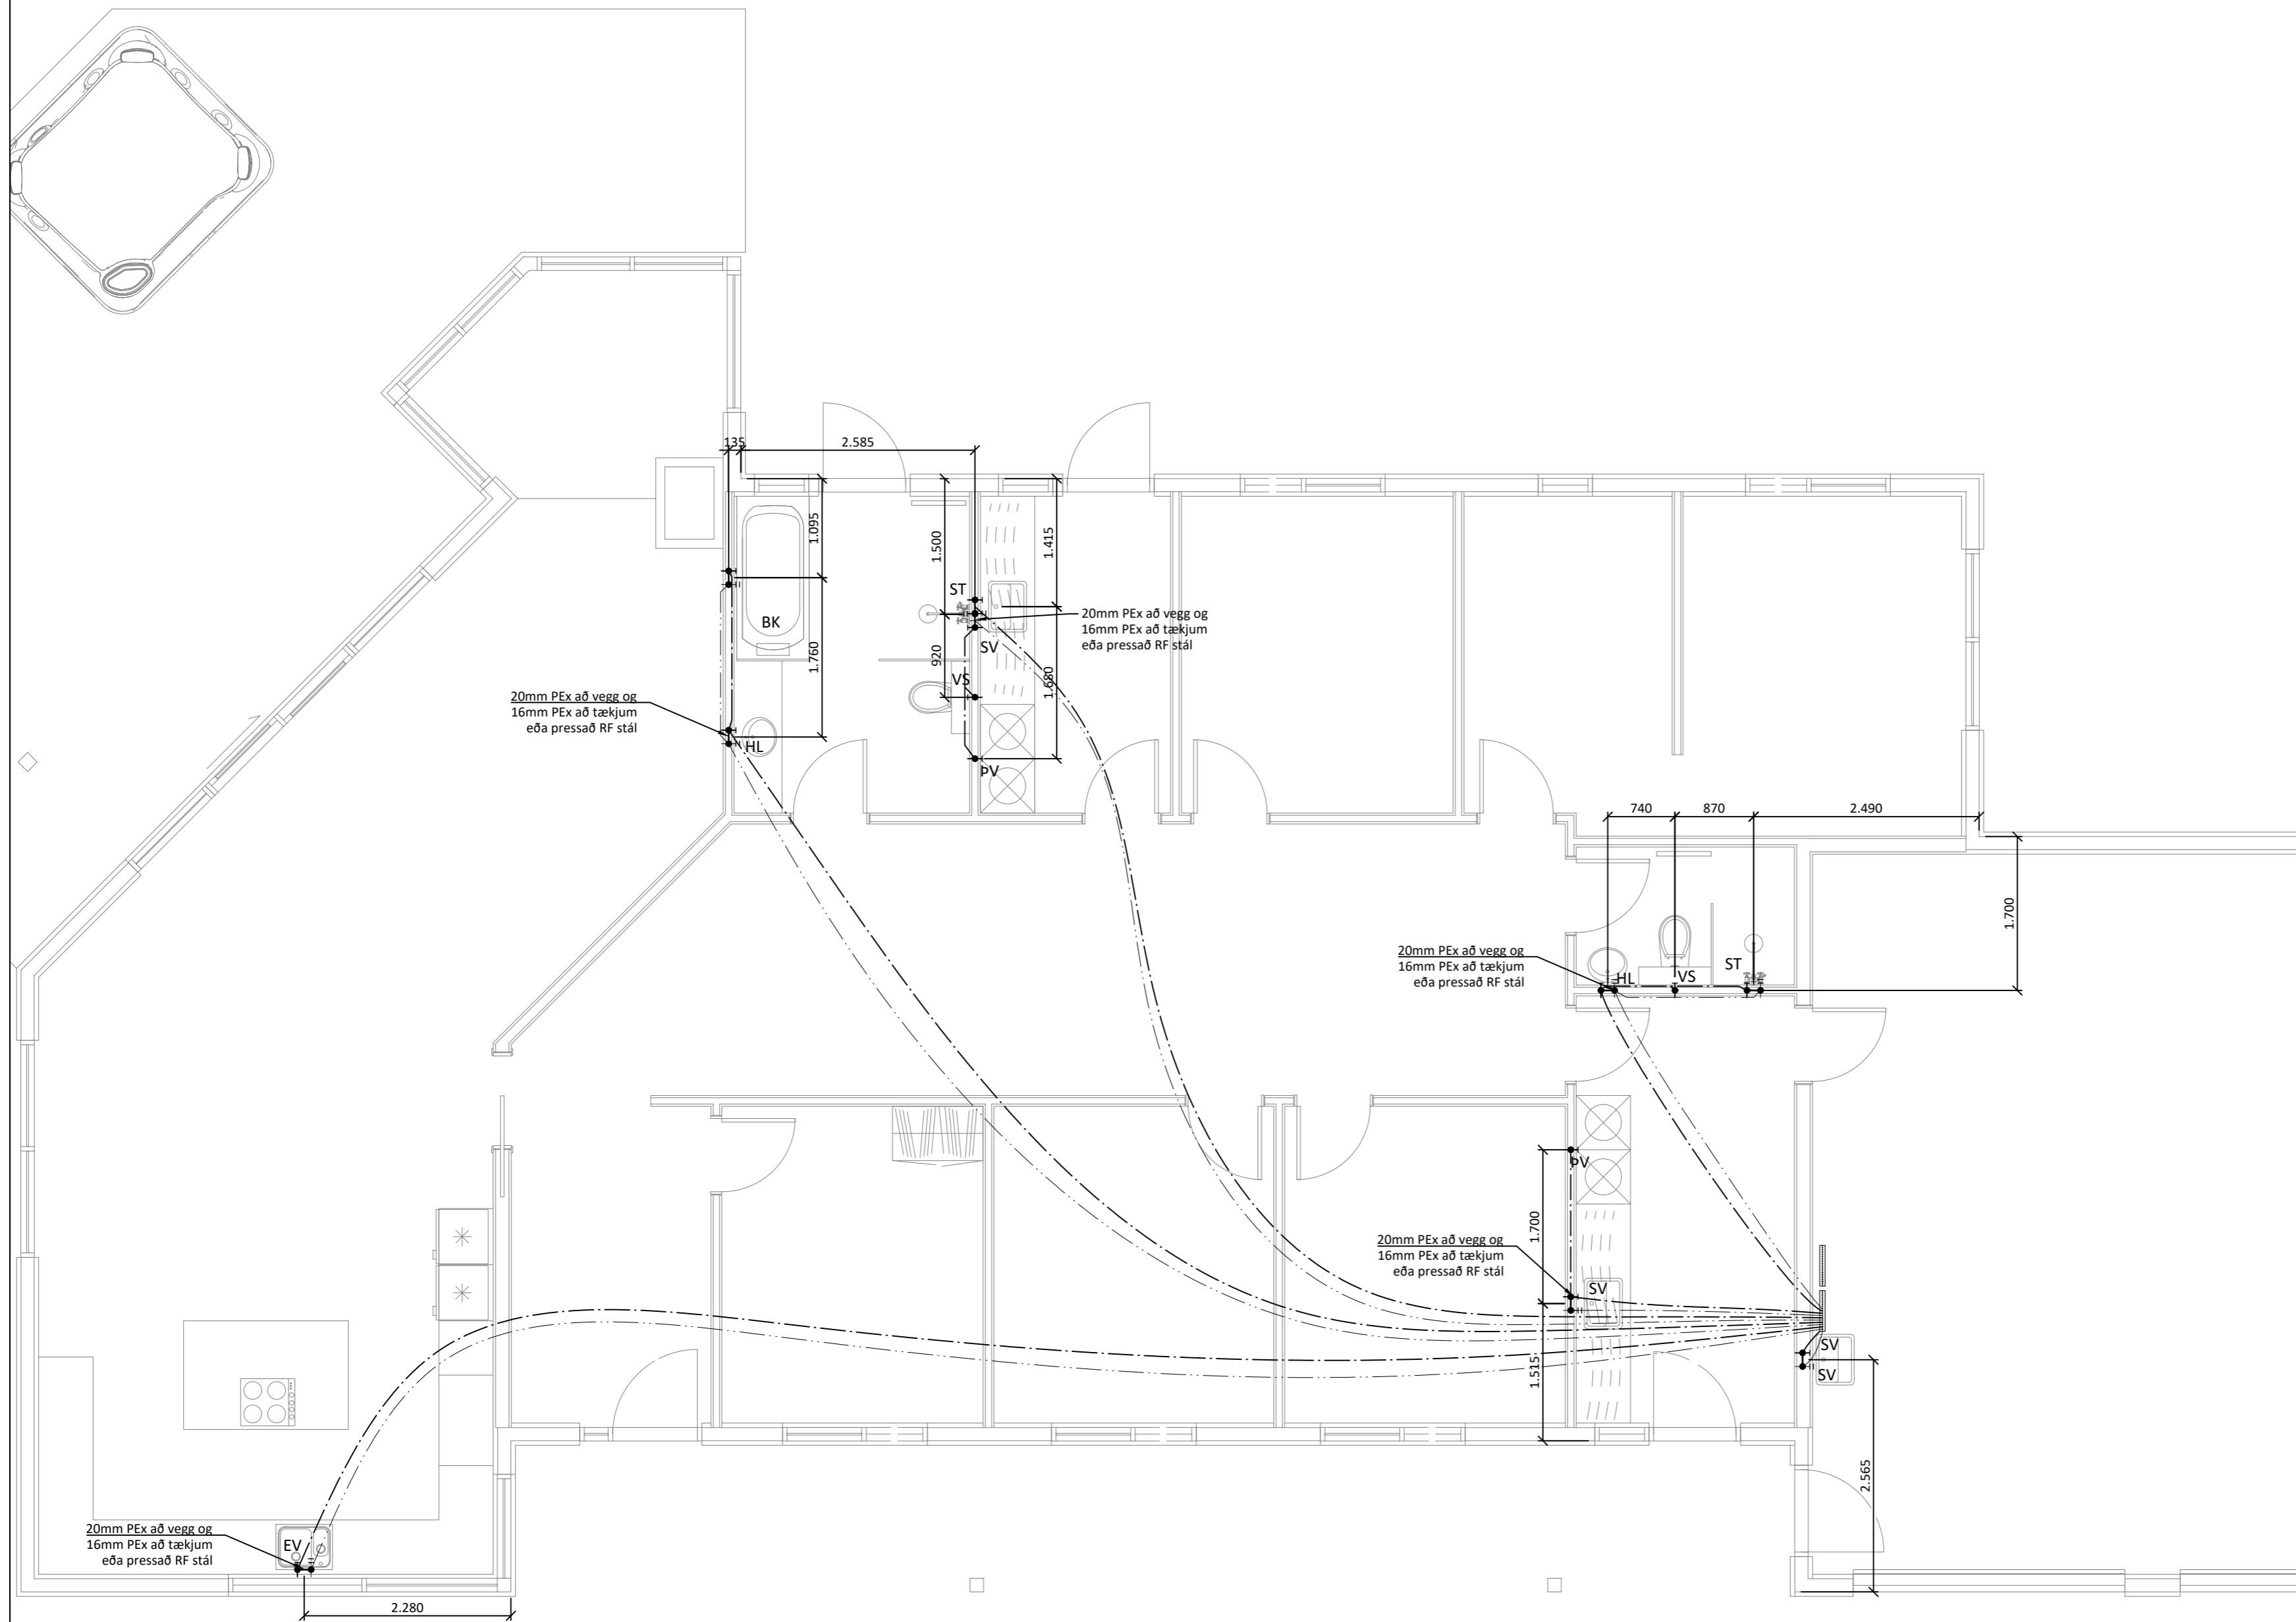 135
2.585
1.095
1.500
1.415
ST
20mm PEx að vegg og
16mm PEx að tækjum
eða pressað RF stál
BK
SV
920
1.760
VS
1.680
20mm PEx að vegg og
16mm PEx að tækjum
eða pressað RF stál
HL
ÞV
740
870
2.490
1.700
20mm PEx að vegg og
16mm PEx að tækjum
eða pressað RF stál
HL
VS
ST
ÞV
1.700
20mm PEx að vegg og
16mm PEx að tækjum
eða pressað RF stál
SV
SV
SV
1.515
2.565
20mm PEx að vegg og
16mm PEx að tækjum
eða pressað RF stál
EV
2.280